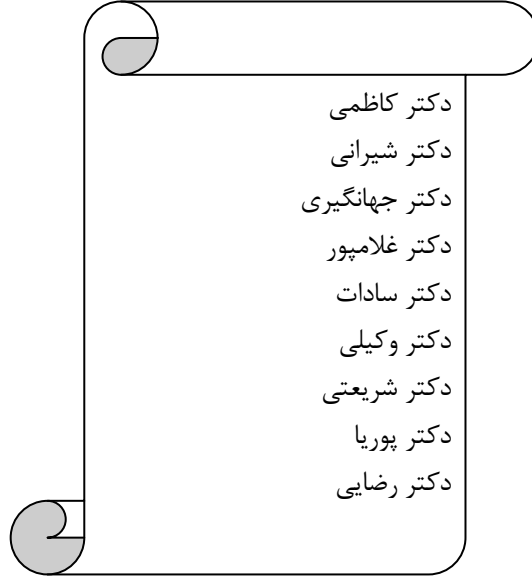 دکتر کاظمی
دکتر شیرانی
دکتر جهانگیری
دکتر غلامپور
دکتر سادات
دکتر وکیلی
دکتر شریعتی
دکتر پوریا
دکتر رضایی